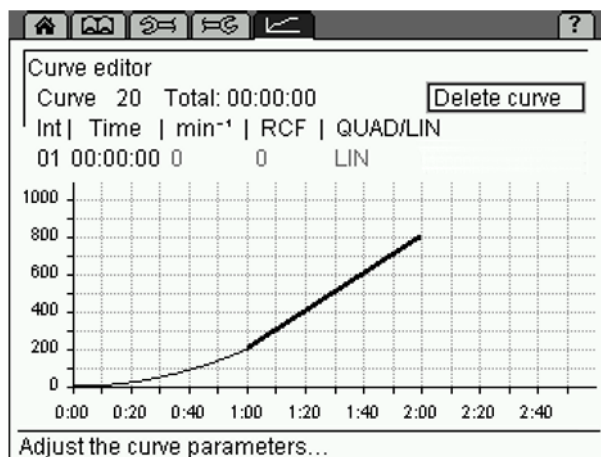 ?
Curve editor
Curve 20 Total: 00:00:00 Delete curve
Int | Time | min⁻¹ | RCF | QUAD/LIN
01 00:00:00 0 0 LIN
1000
800
600
400
200
0
0:00 0:20 0:40 1:00 1:20 1:40 2:00 2:20 2:40
Adjust the curve parameters...